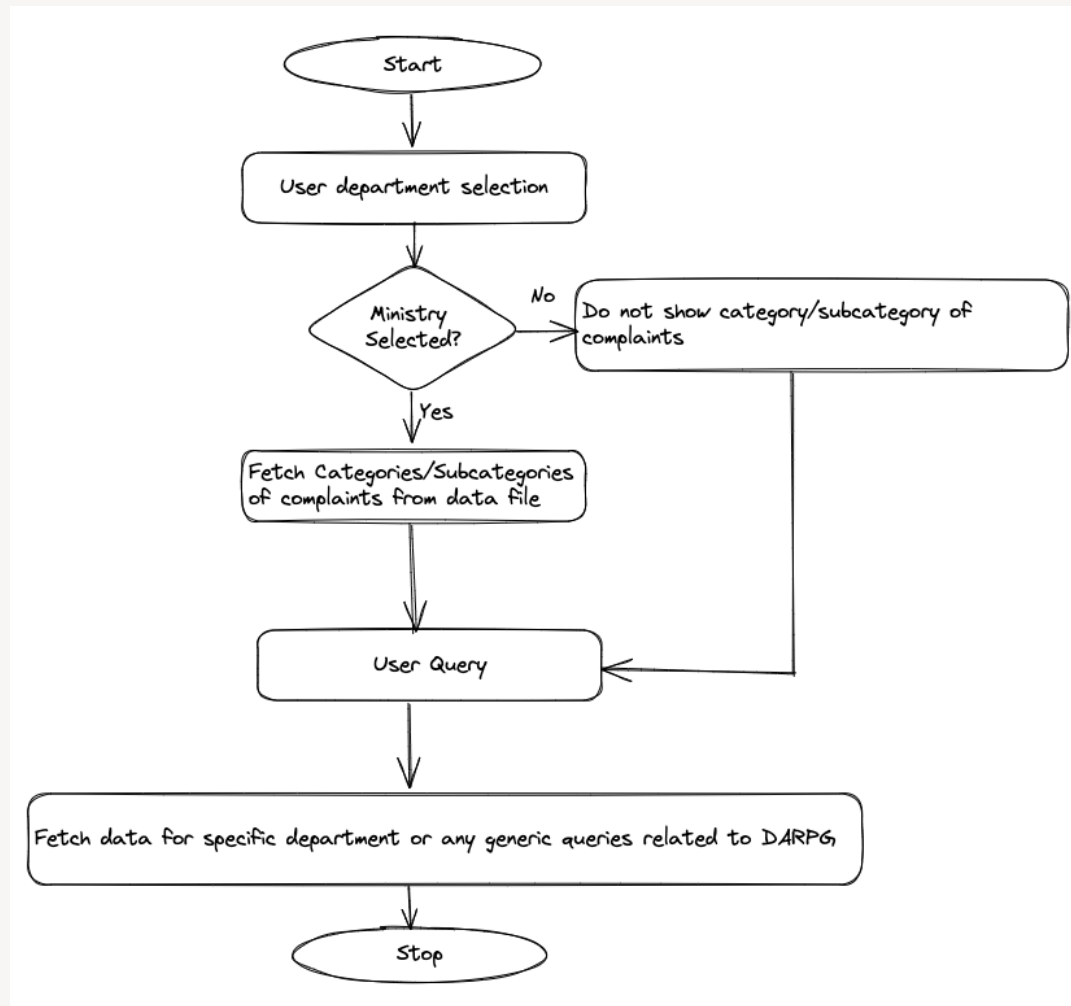 Start
User department selection
Ministry
Selected?
No
Do not show category/subcategory of
complaints
Yes
Fetch Categories/Subcategories
of complaints from data file
User Query
Fetch data for specific department or any generic queries related to DARPG
Stop